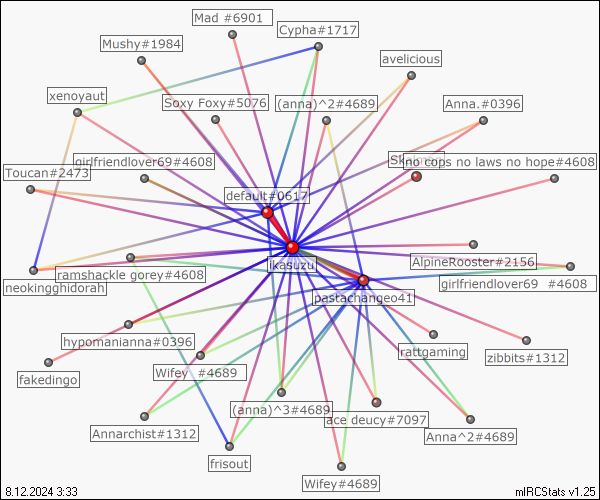 Mad #6901
Cypha#1717
Mushy#1984
avelicious
xenoyaut
Soxy Foxy#5076
(anna)^2#4689
Anna.#0396
girlfriendlover69#4608
no cops no laws no hope#4608
Toucan#2473
default#0617
ikasuzu
AlpineRooster#2156
ramshackle gorey#4608
neokingghidorah
girlfriendlover69 #4608
pastachangeo41
hypomanianna#0396
rattgaming
zibbits#1312
fakedingo
Wifey #4689
(anna)^3#4689
ace deucy#7097
Annarchist#1312
Anna^2#4689
frisout
Wifey#4689
8.12.2024 3:33
mIRCStats v1.25